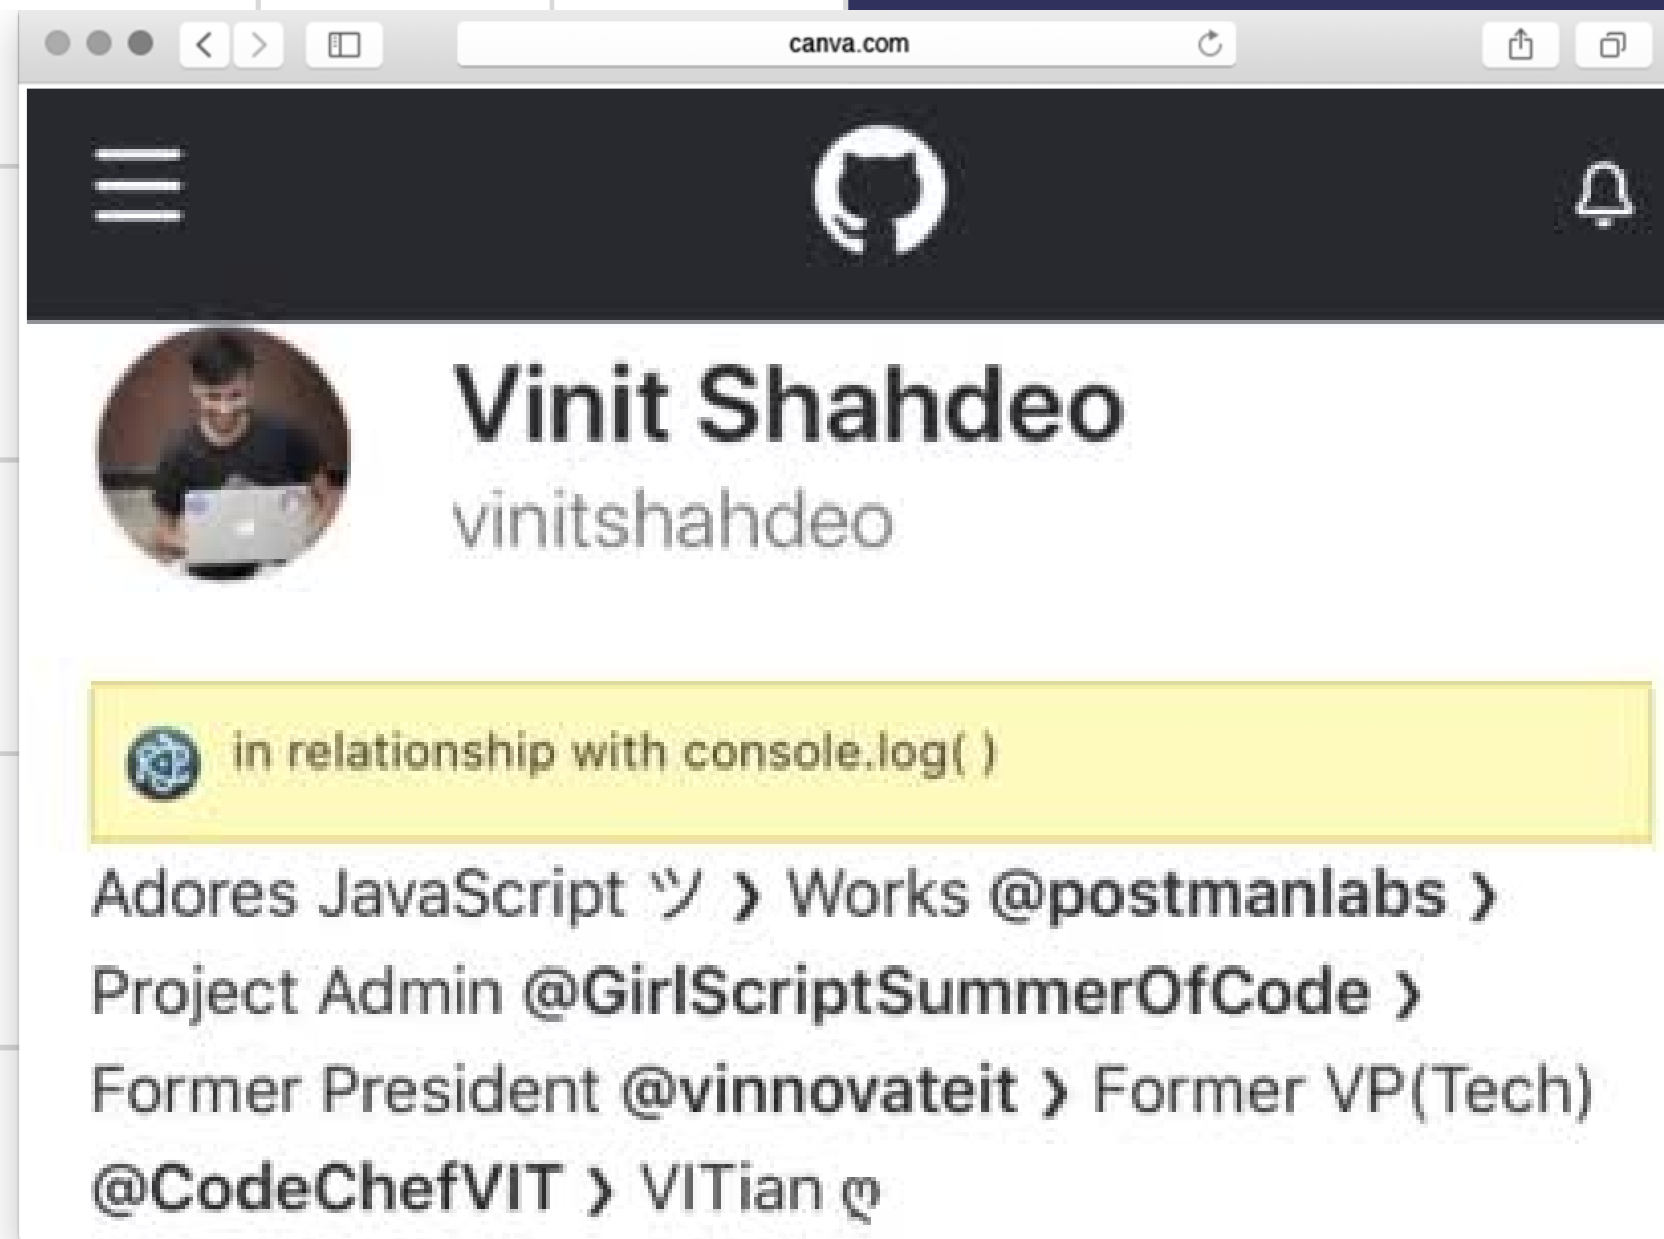 canva.com
Vinit Shahdeo
vinitshahdeo
in relationship with console.log( )
Adores JavaScript ツ ❯ Works @postmanlabs ❯
Project Admin @GirlScriptSummerOfCode ❯
Former President @vinnovateit ❯ Former VP(Tech)
@CodeChefVIT ❯ VITian ღ